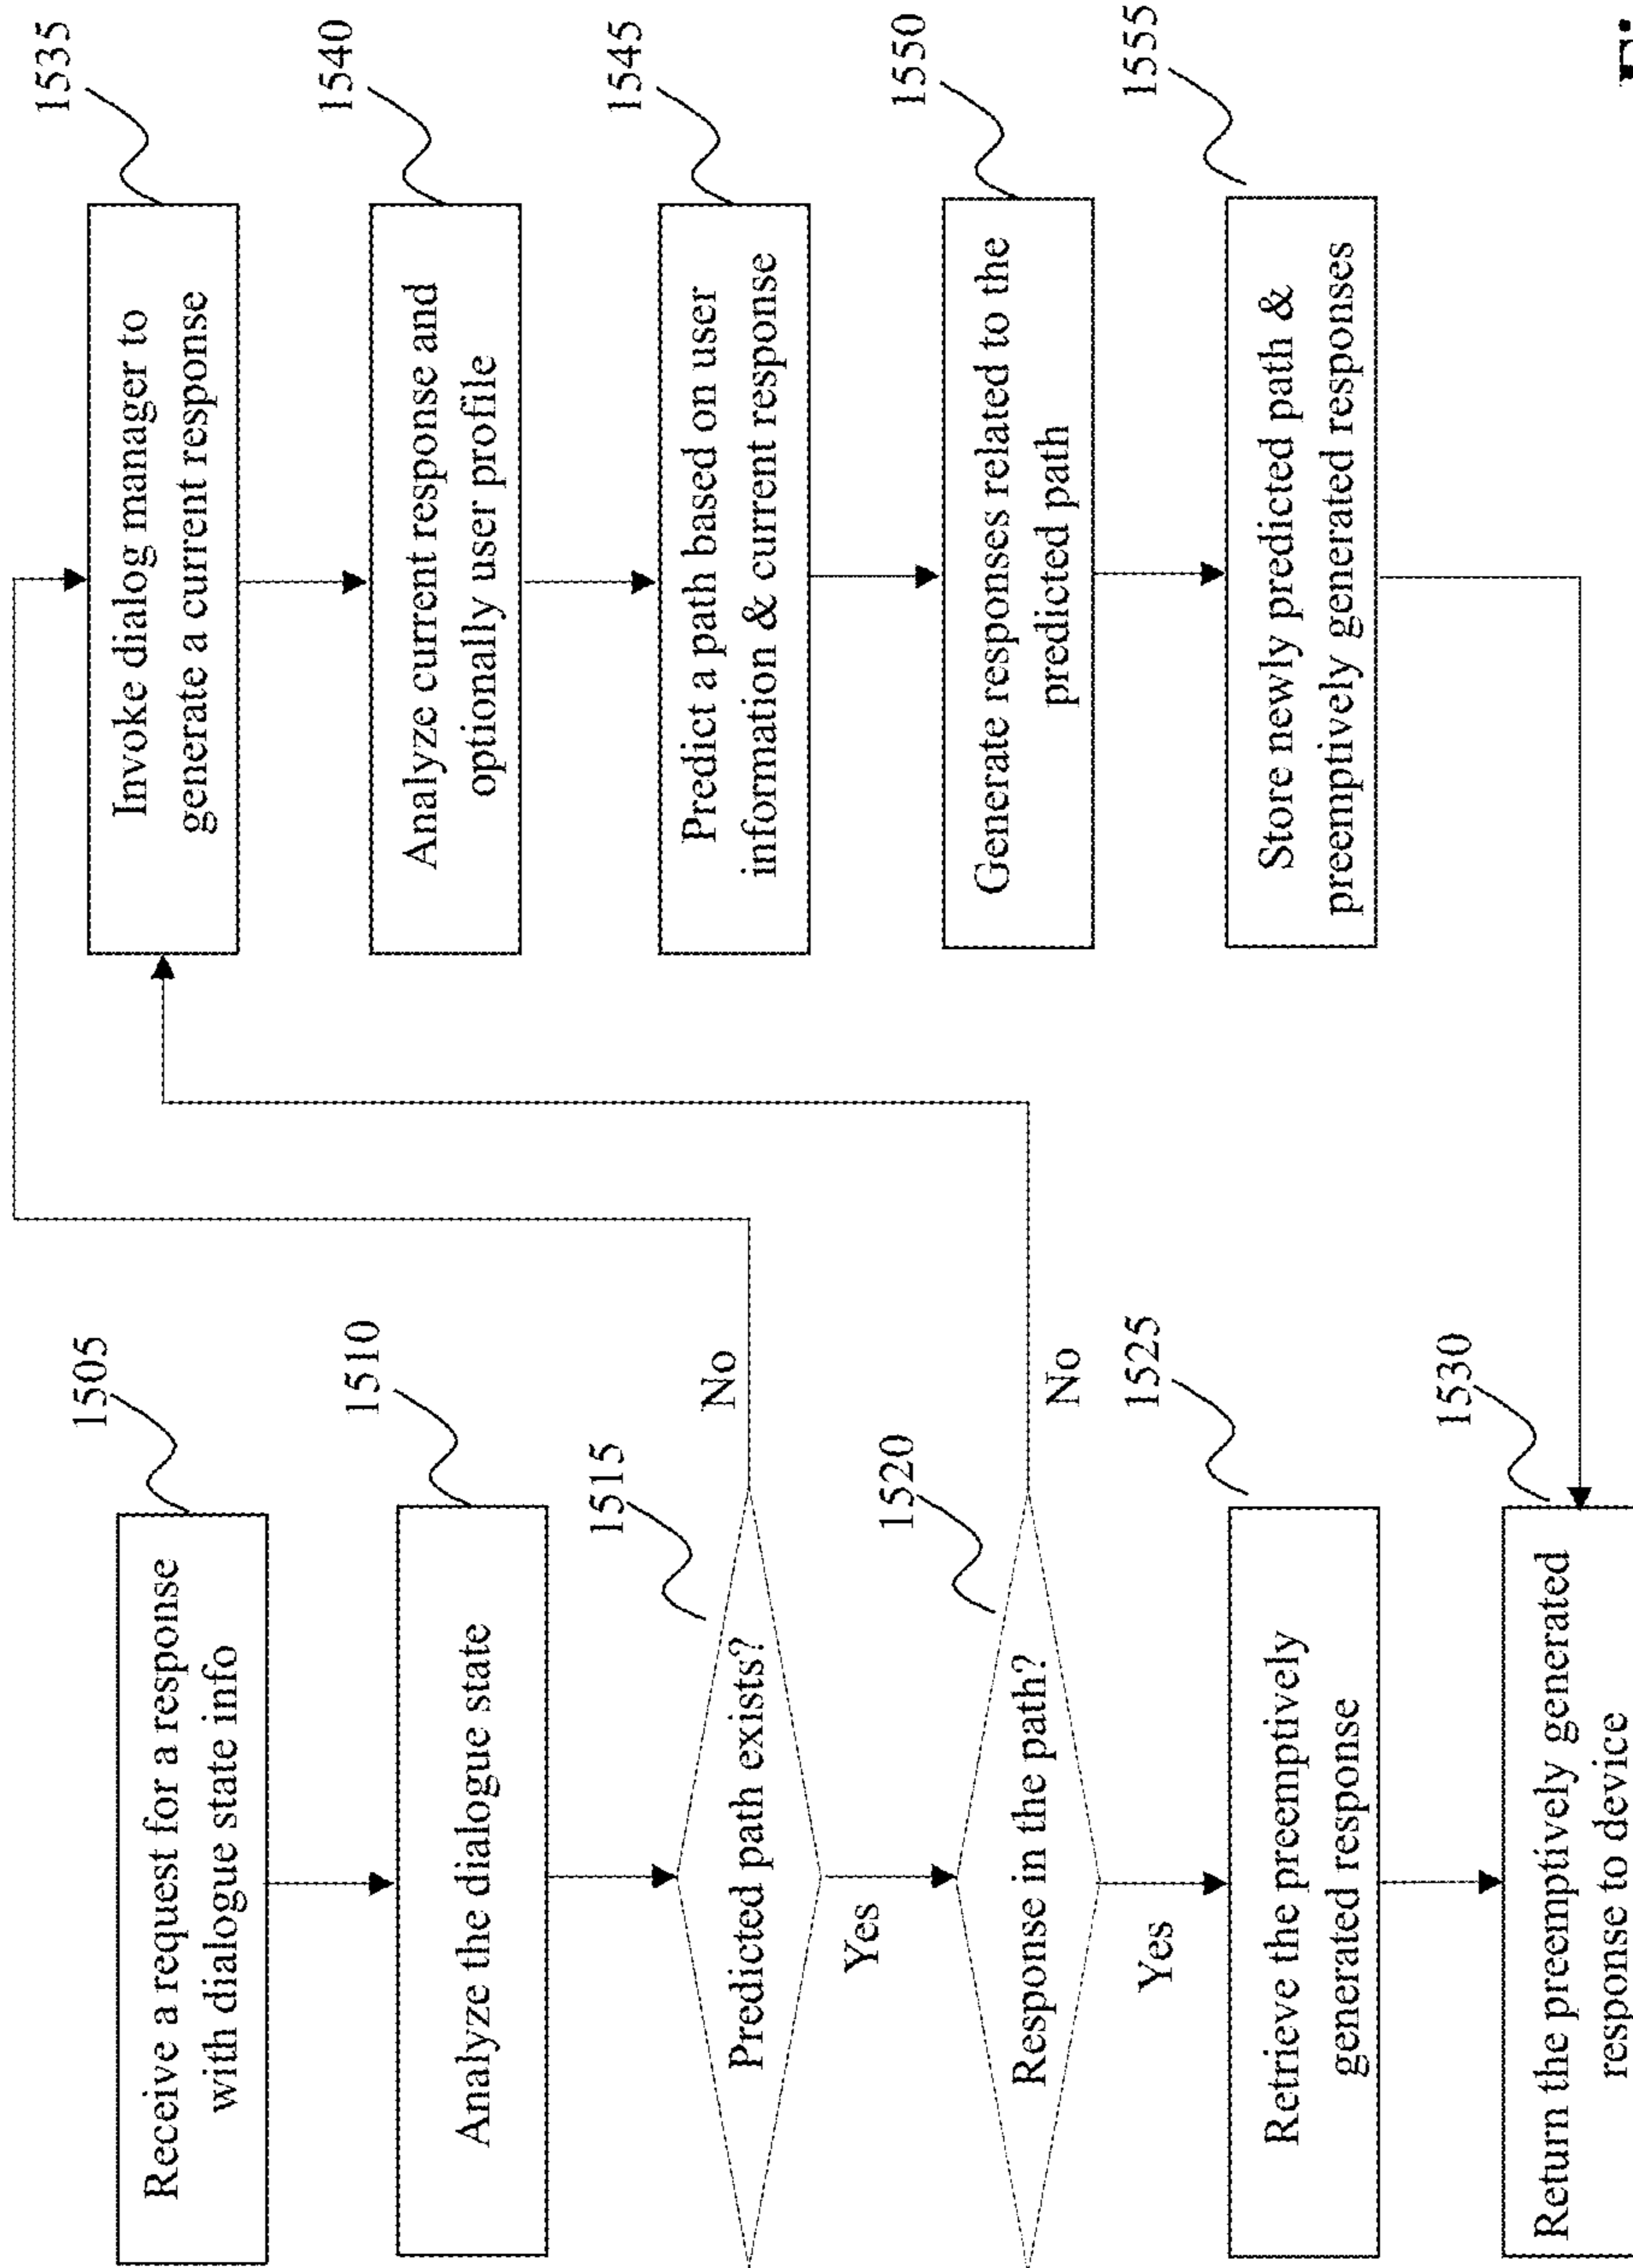 1505
Receive a request for a response
with dialogue state info
1510
Analyze the dialogue state
1515
Predicted path exists?
No
Yes
1520
Response in the path?
No
Yes
1525
Retrieve the preemptively
generated response
1530
Return the preemptively generated
response to device
1535
Invoke dialog manager to
generate a current response
1540
Analyze current response and
optionally user profile
1545
Predict a path based on user
information & current response
1550
Generate responses related to the
predicted path
1555
Store newly predicted path &
preemptively generated responses